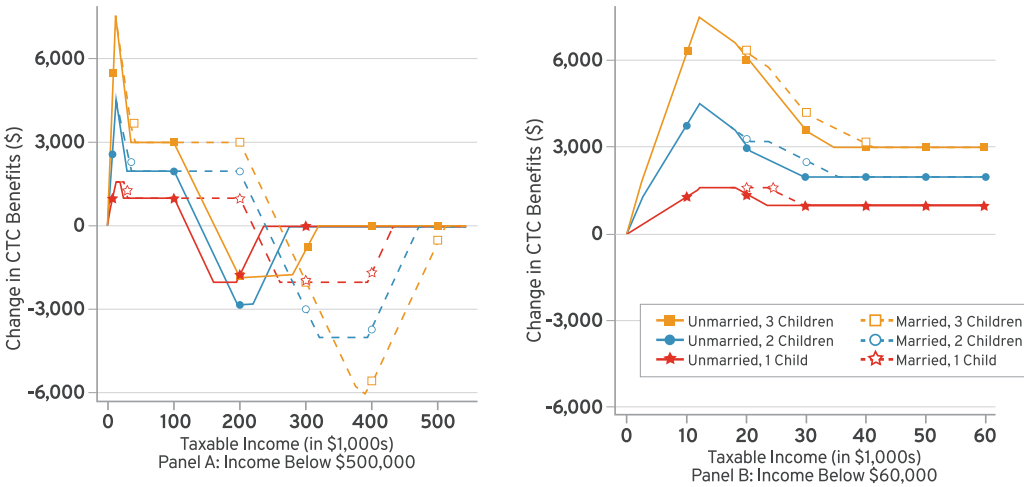 Change in CTC Benefits ($)
6,000
3,000
0
-3,000
-6,000
0 100 200 300 400 500
Taxable Income (in $1,000s)
Panel A: Income Below $500,000
Change in CTC Benefits ($)
6,000
3,000
0
-3,000
-6,000
Unmarried, 3 Children Married, 3 Children
Unmarried, 2 Children Married, 2 Children
Unmarried, 1 Child Married, 1 Child
0 10 20 30 40 50 60
Taxable Income (in $1,000s)
Panel B: Income Below $60,000